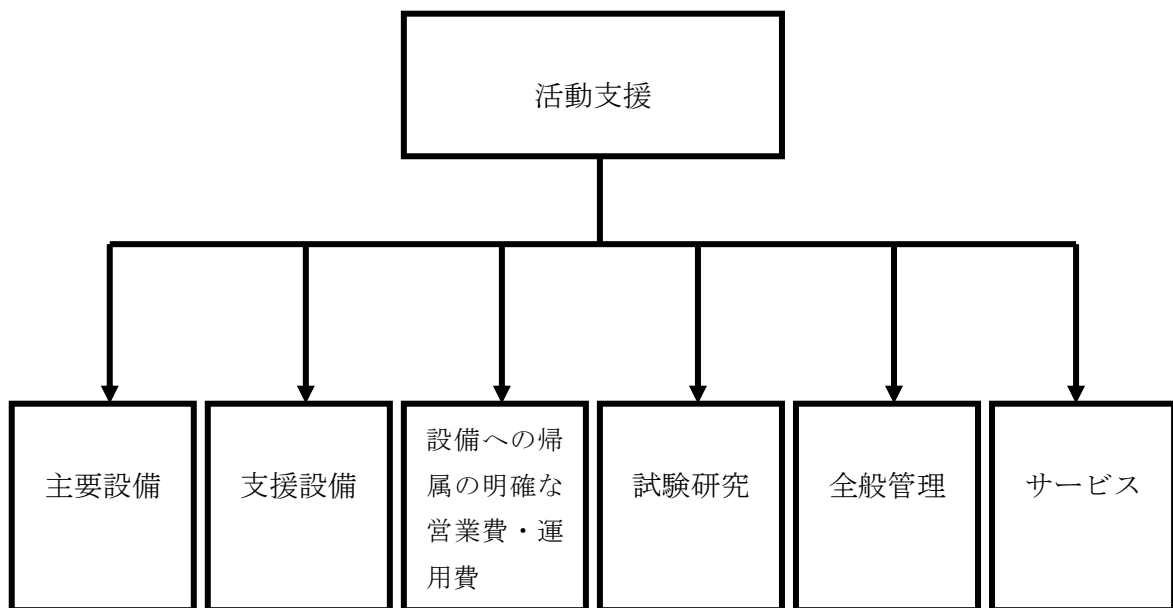 活動支援
主要設備
支援設備
設備への帰
属の明確な
営業費・運
用費
試験研究
全般管理
サービス